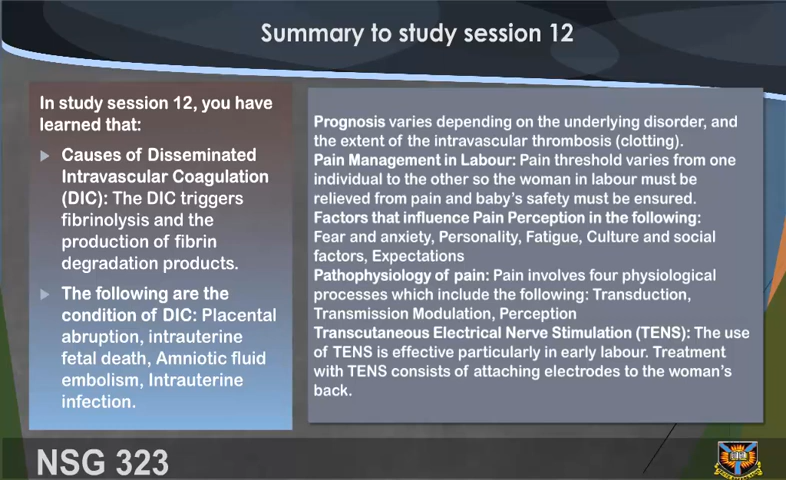 Summary to study session 12
In study session 12, you have
learned that:
Causes of Disseminated
Intravascular Coagulation
(DIC): The DIC triggers
fibrinolysis and the
production of fibrin
degradation products.
The following are the
condition of DIC: Placental
abruption, intrauterine
fetal death, Amniotic fluid
embolism, Intrauterine
infection.
Prognosis varies depending on the underlying disorder, and
the extent of the intravascular thrombosis (clotting).
Pain Management in Labour: Pain threshold varies from one
individual to the other so the woman in labour must be
relieved from pain and baby's safety must be ensured.
Factors that influence Pain Perception in the following:
Fear and anxiety, Personality, Fatigue, Culture and social
factors, Expectations
Pathophysiology of pain: Pain involves four physiological
processes which include the following: Transduction,
Transmission Modulation, Perception
Transcutaneous Electrical Nerve Stimulation (TENS): The use
of TENS is effective particularly in early labour. Treatment
with TENS consists of attaching electrodes to the woman's
back.
NSG 323